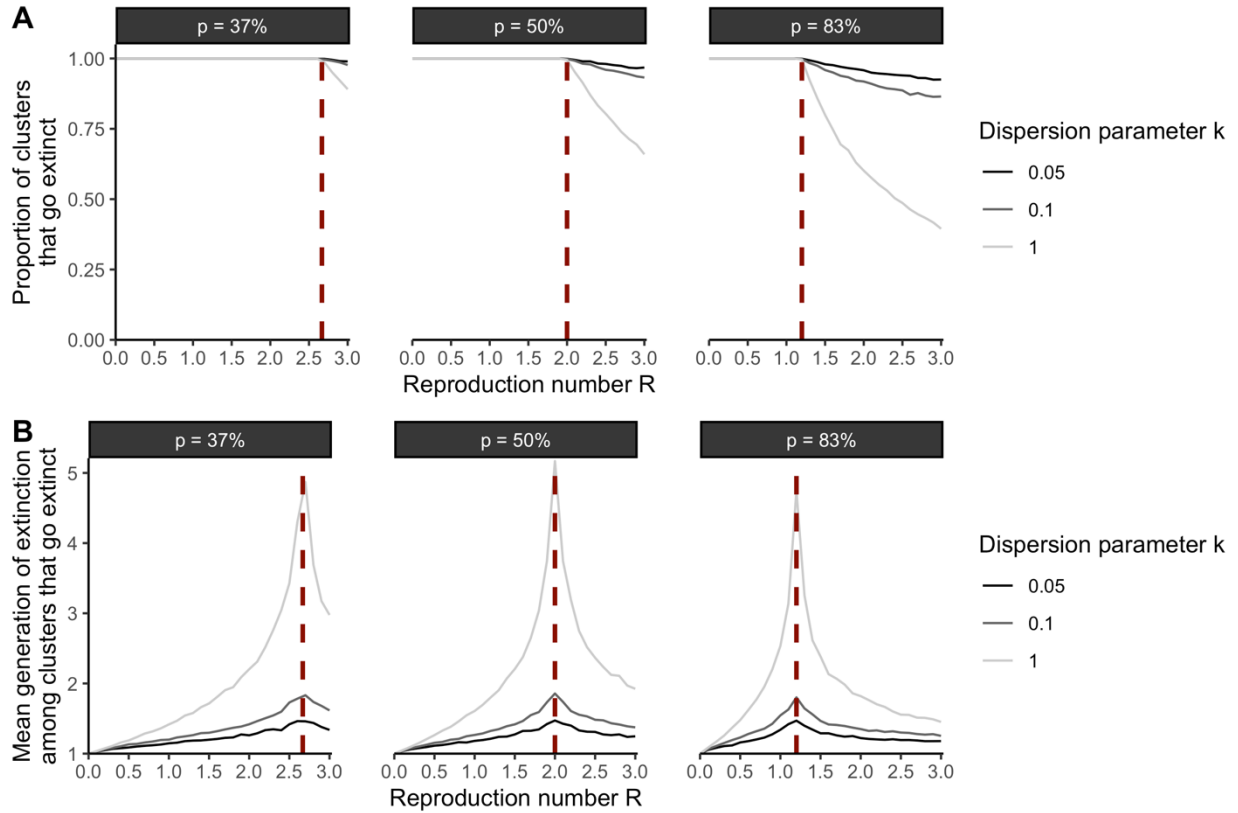 A
p = 37%
p = 50%
p = 83%
Proportion of clusters
that go extinct
1.00
0.75
0.50
0.25
0.00
0.0 0.5 1.0 1.5 2.0 2.5 3.0
0.0 0.5 1.0 1.5 2.0 2.5 3.0
0.0 0.5 1.0 1.5 2.0 2.5 3.0
Reproduction number R
Dispersion parameter k
0.05
0.1
1
B
p = 37%
p = 50%
p = 83%
Mean generation of extinction
among clusters that go extinct
5
4
3
2
1
0.0 0.5 1.0 1.5 2.0 2.5 3.0
0.0 0.5 1.0 1.5 2.0 2.5 3.0
0.0 0.5 1.0 1.5 2.0 2.5 3.0
Reproduction number R
Dispersion parameter k
0.05
0.1
1